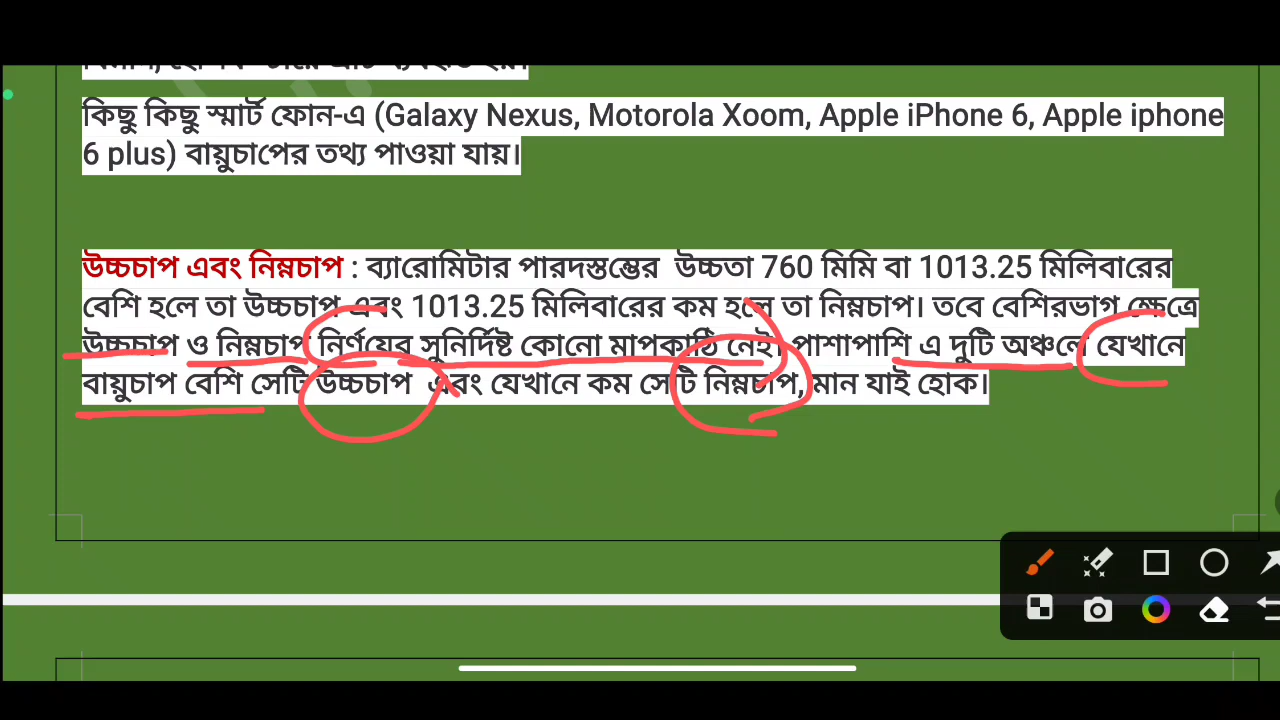 কিছু কিছু স্মার্ট ফোন-এ (Galaxy Nexus, Motorola Xoom, Apple iPhone 6, Apple iphone
6 plus) বায়ুচাপের তথ্য পাওয়া যায়।
উচ্চচাপ এবং নিম্নচাপ : ব্যারোমিটার পারদস্তম্ভের উচ্চতা 760 মিমি বা 1013.25 মিলিবারের
বেশি হলে তা উচ্চচাপ এবং 1013.25 মিলিবারের কম হলে তা নিম্নচাপ। তবে বেশিরভাগ ক্ষেত্রে
উচ্চচাপ ও নিম্নচাপ নির্ণয়ের সুনির্দিষ্ট কোনো মাপকাঠি নেই। পাশাপাশি এ দুটি অঞ্চলে যেখানে
বায়ুচাপ বেশি সেটি উচ্চচাপ এবং যেখানে কম সেটি নিম্নচাপ, মান যাই হোক।